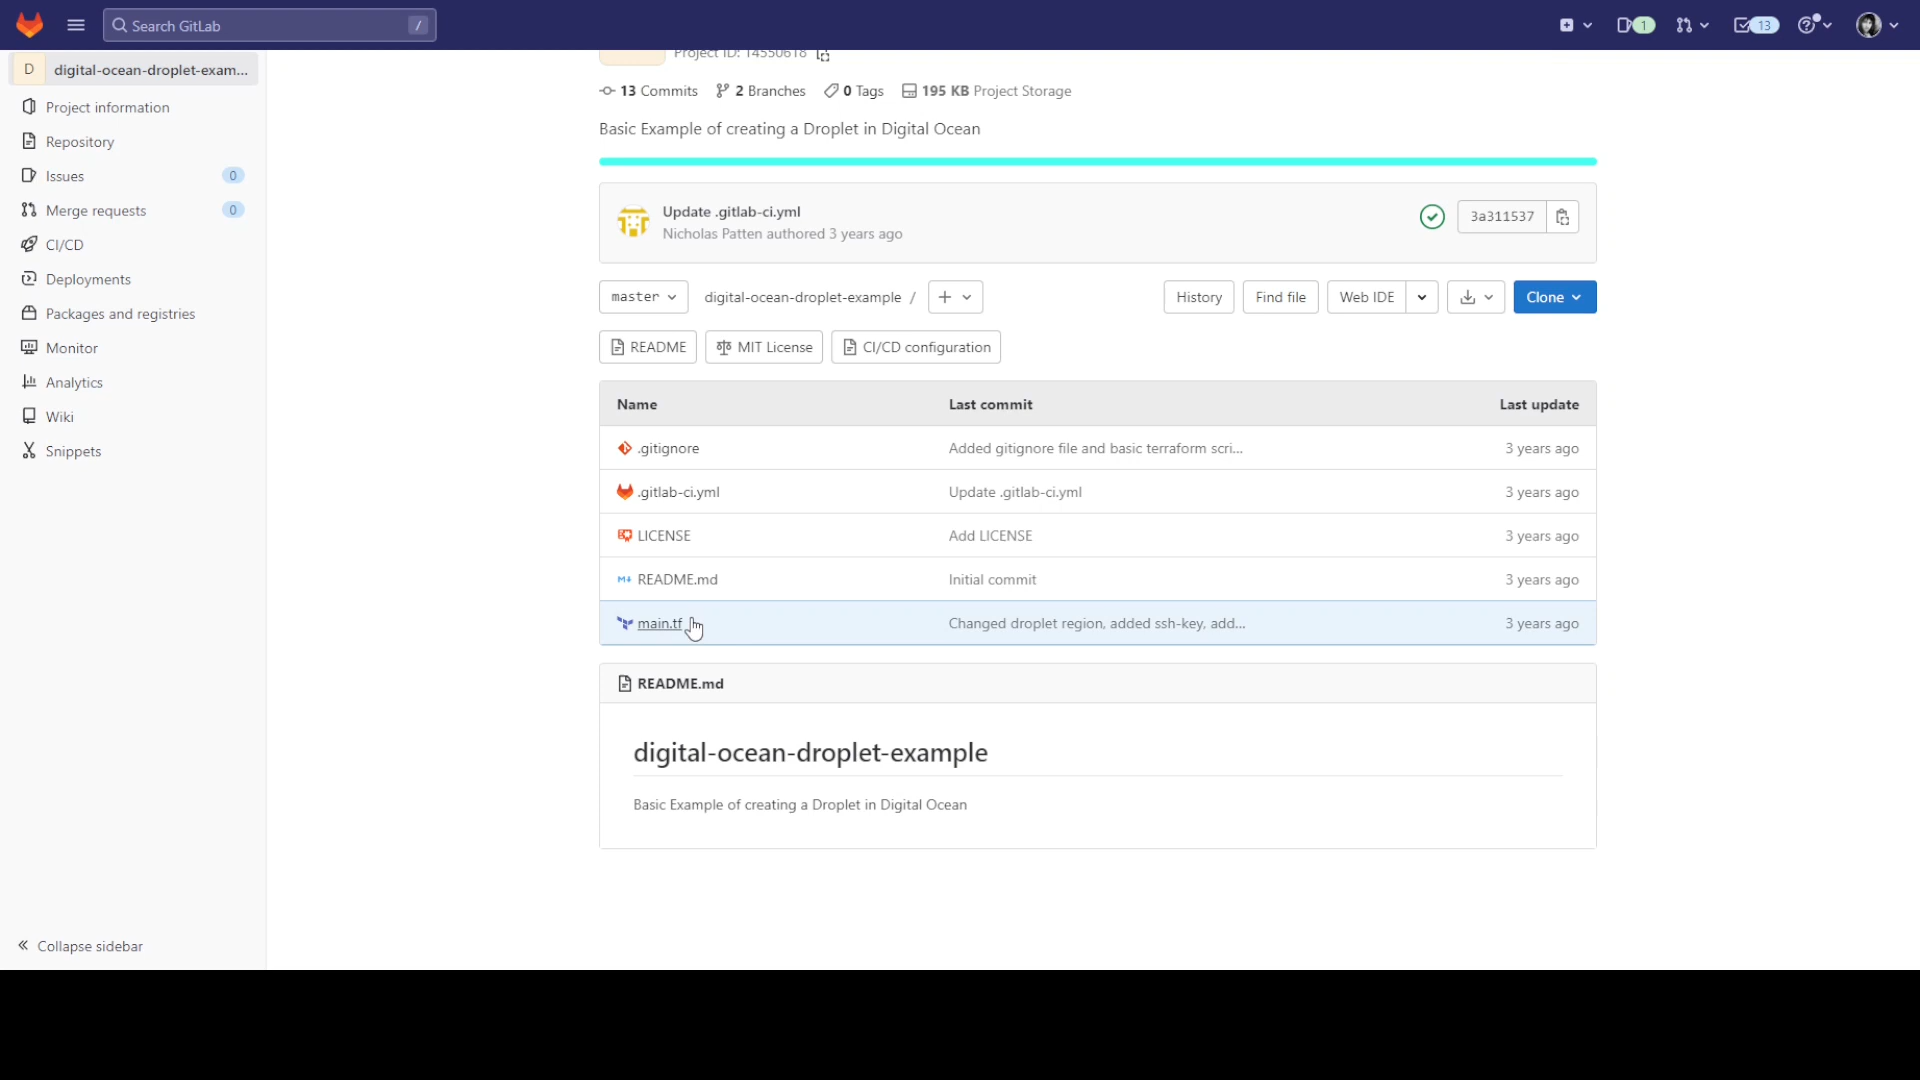 Search GitLab /
1
13
D digital-ocean-droplet-exam...
Project information
Repository
Issues 0
Merge requests 0
CI/CD
Deployments
Packages and registries
Monitor
Analytics
Wiki
Snippets
Collapse sidebar
Project ID: 14550618
13 Commits 2 Branches 0 Tags 195 KB Project Storage
Basic Example of creating a Droplet in Digital Ocean
Update .gitlab-ci.yml
Nicholas Patten authored 3 years ago
3a311537
master digital-ocean-droplet-example / + History Find file Web IDE Clone
README MIT License CI/CD configuration
Name Last commit Last update
.gitignore Added gitignore file and basic terraform scri... 3 years ago
.gitlab-ci.yml Update .gitlab-ci.yml 3 years ago
LICENSE Add LICENSE 3 years ago
README.md Initial commit 3 years ago
main.tf Changed droplet region, added ssh-key, add... 3 years ago
README.md
digital-ocean-droplet-example
Basic Example of creating a Droplet in Digital Ocean